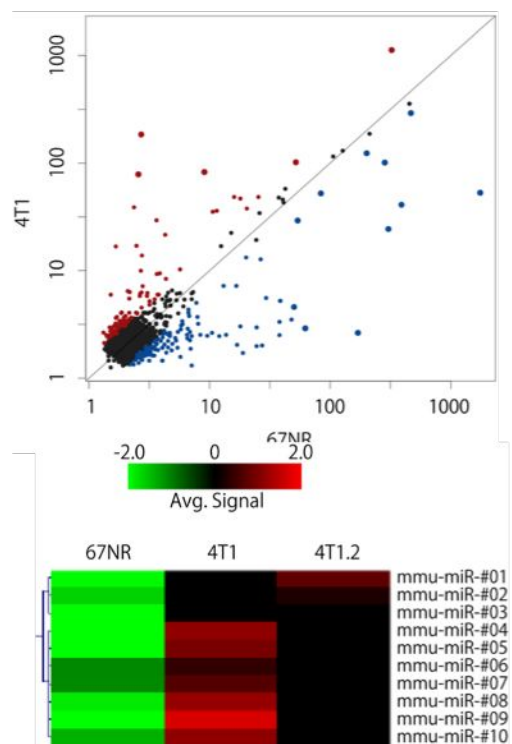 1000
100
10
1
4T1
1 10 100 1000
67NR
-2.0 0 2.0
Avg. Signal
67NR 4T1 4T1.2
mmu-miR-#01
mmu-miR-#02
mmu-miR-#03
mmu-miR-#04
mmu-miR-#05
mmu-miR-#06
mmu-miR-#07
mmu-miR-#08
mmu-miR-#09
mmu-miR-#10